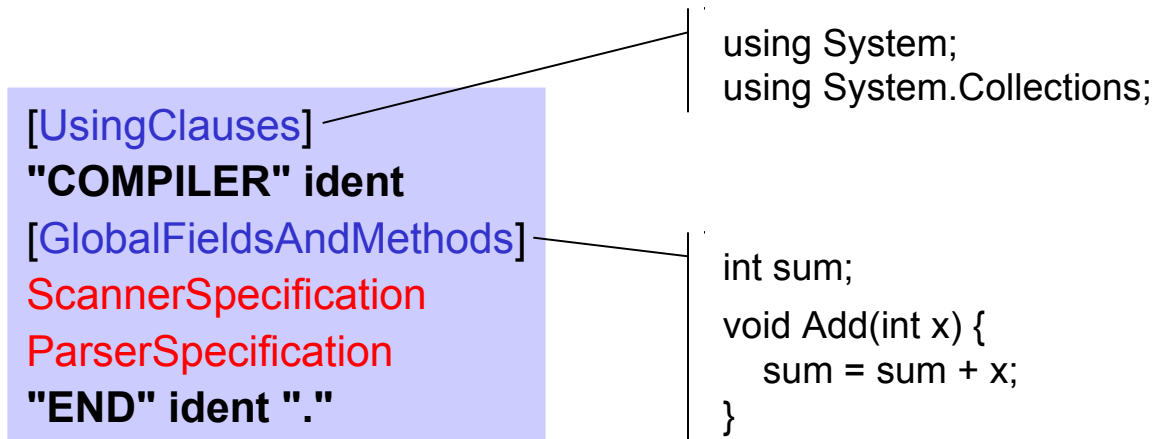 [UsingClauses]
"COMPILER" ident
[GlobalFieldsAndMethods]
ScannerSpecification
ParserSpecification
"END" ident "."
using System;
using System.Collections;
int sum;
void Add(int x) {
sum = sum + x;
}